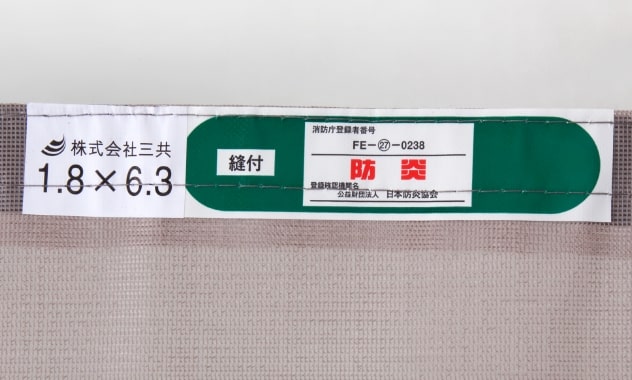 株式会社三共
1.8×6.3
縫付
消防庁登録者番号
FE-㉗-0238
防炎
登録確認機関名
公益財団法人 日本防炎協会